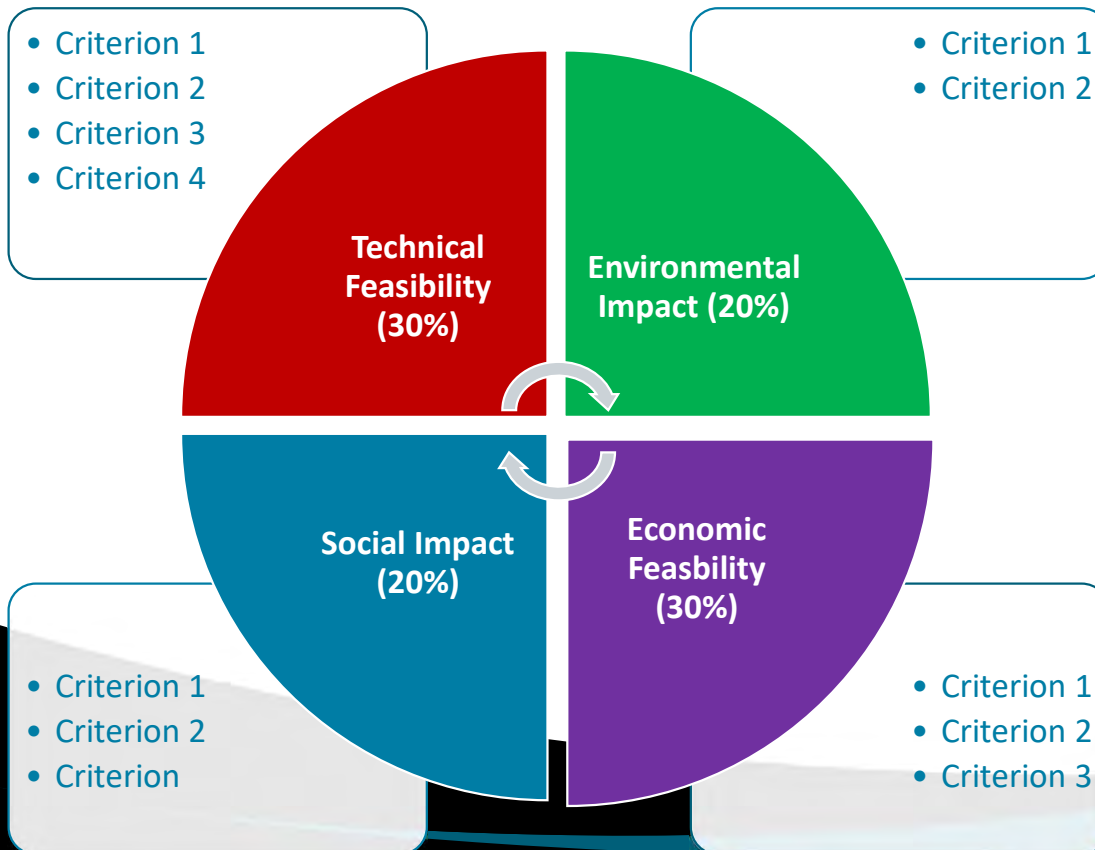 • Criterion 1
• Criterion 2
• Criterion 3
• Criterion 4
• Criterion 1
• Criterion 2
Technical
Feasibility
(30%)
Environmental
Impact (20%)
Social Impact
(20%)
Economic
Feasbility
(30%)
• Criterion 1
• Criterion 2
• Criterion
• Criterion 1
• Criterion 2
• Criterion 3